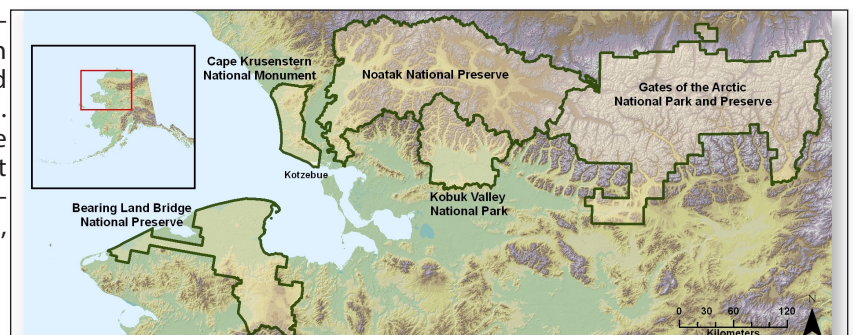 Cape Krusenstern
National Monument
Noatak National Preserve
Gates of the Arctic
National Park and Preserve
Kotzebue
Kobuk Valley
National Park
Bearing Land Bridge
National Preserve
N
0 30 60 120
Kilometers